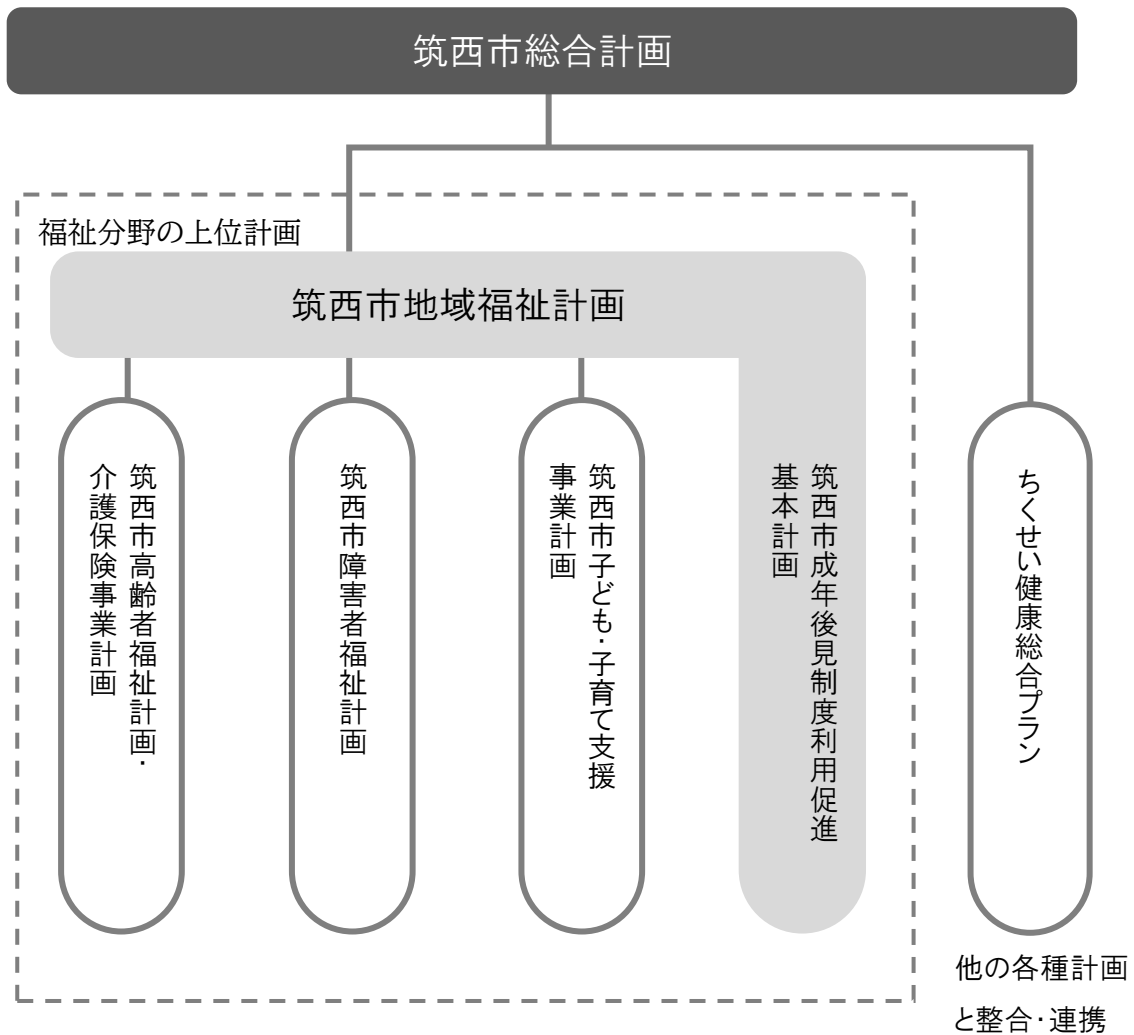 筑西市総合計画
福祉分野の上位計画
筑西市地域福祉計画
筑西市高齢者福祉計画・
介護保険事業計画
筑西市障害者福祉計画
筑西市子ども・子育て支援
事業計画
筑西市成年後見制度利用促進
基本計画
ちくせい健康総合プラン
他の各種計画
と整合・連携